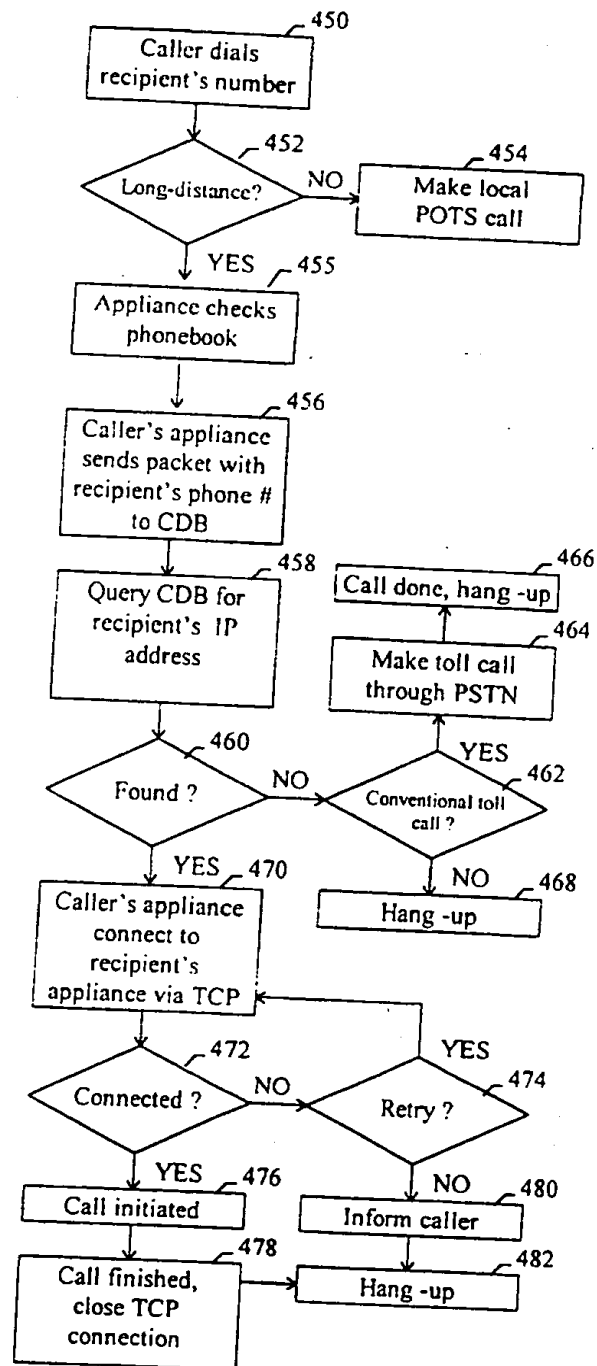 450
Caller dials
recipient's number
452
Long-distance?
NO
454
Make local
POTS call
YES
455
Appliance checks
phonebook
456
Caller's appliance
sends packet with
recipient's phone #
to CDB
458
Query CDB for
recipient's IP
address
466
Call done, hang -up
464
Make toll call
through PSTN
YES
460
Found ?
NO
462
Conventional toll
call ?
YES
470
NO
468
Hang -up
Caller's appliance
connect to
recipient's
appliance via TCP
472
Connected ?
NO
YES
474
Retry ?
YES
476
Call initiated
NO
480
Inform caller
478
Call finished,
close TCP
connection
482
Hang -up